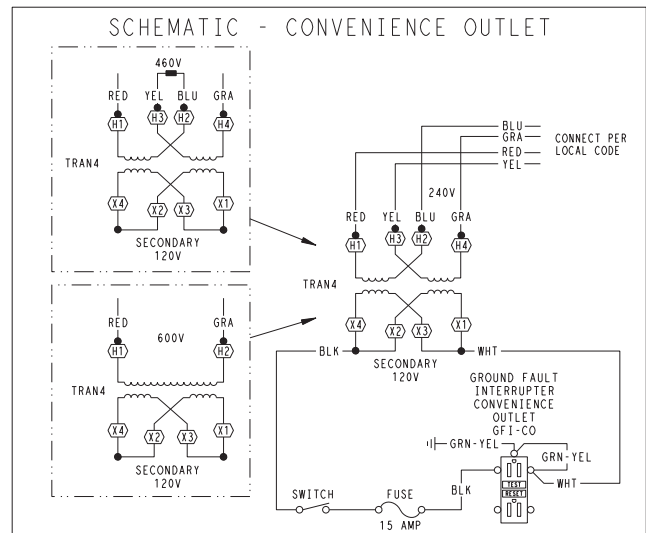 SCHEMATIC - CONVENIENCE OUTLET
460V
RED YEL BLU GRA
H1 H3 H2 H4
TRAN4
X4 X2 X3 X1
SECONDARY
120V
RED GRA
600V
H1 H2
TRAN4
X4 X2 X3 X1
SECONDARY
120V
BLU
GRA
RED
YEL
CONNECT PER
LOCAL CODE
240V
RED YEL BLU GRA
H1 H3 H2 H4
TRAN4
X4 X2 X3 X1
BLK
WHT
SECONDARY
120V
GROUND FAULT
INTERRUPTER
CONVENIENCE
OUTLET
GFI-CO
GRN-YEL
GRN-YEL
WHT
BLK
TEST
RESET
SWITCH
FUSE
15 AMP